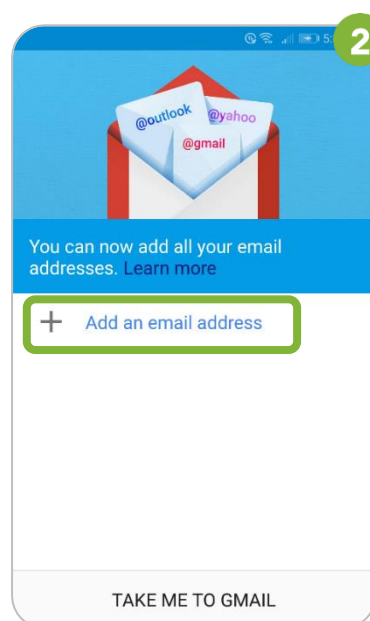 5:
2
@outlook
@yahoo
@gmail
You can now add all your email
addresses. Learn more
+ Add an email address
TAKE ME TO GMAIL